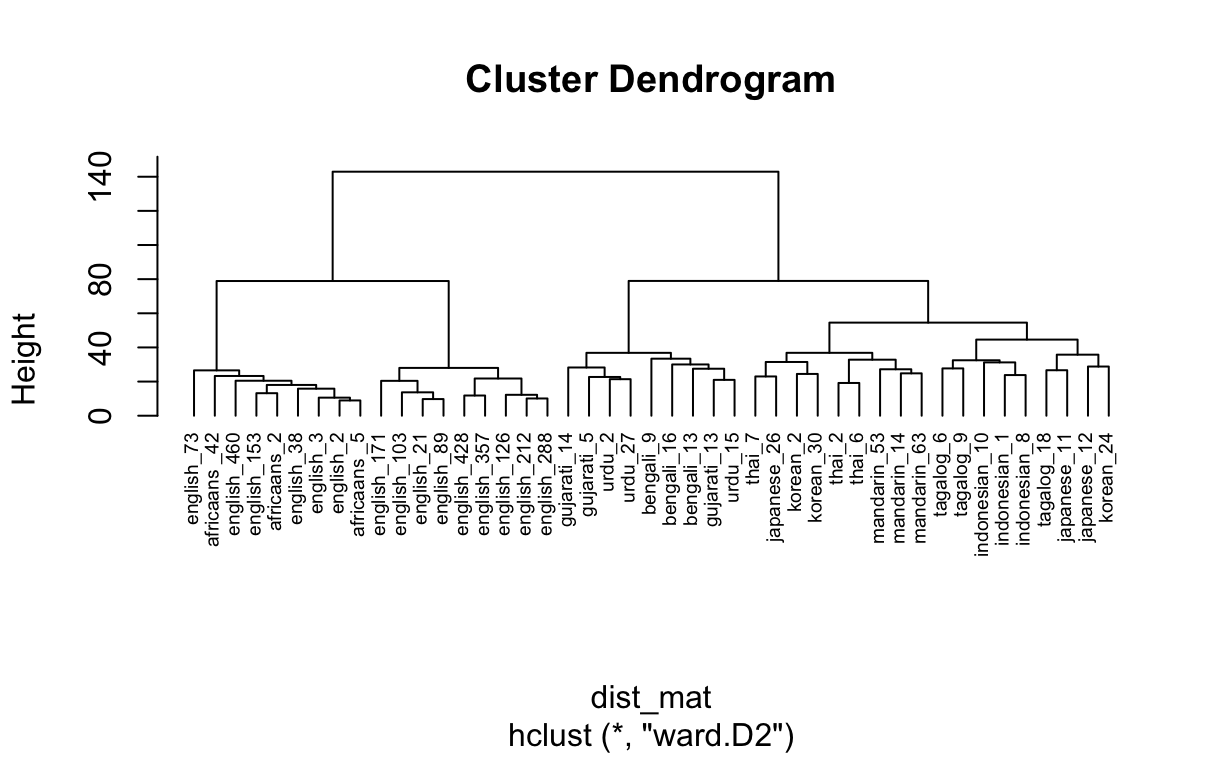 Cluster Dendrogram
Height
0
40
80
140
english_73
africaans_42
english_460
english_153
africaans_2
english_38
english_3
english_2
africaans_5
english_171
english_103
english_21
english_89
english_428
english_357
english_126
english_212
english_288
gujarati_14
gujarati_5
urdu_2
urdu_27
bengali_9
bengali_16
bengali_13
gujarati_13
urdu_15
thai_7
japanese_26
korean_2
korean_30
thai_2
thai_6
mandarin_53
mandarin_14
mandarin_63
tagalog_6
tagalog_9
indonesian_10
indonesian_1
indonesian_8
tagalog_18
japanese_11
japanese_12
korean_24
dist_mat
hclust (*, "ward.D2")